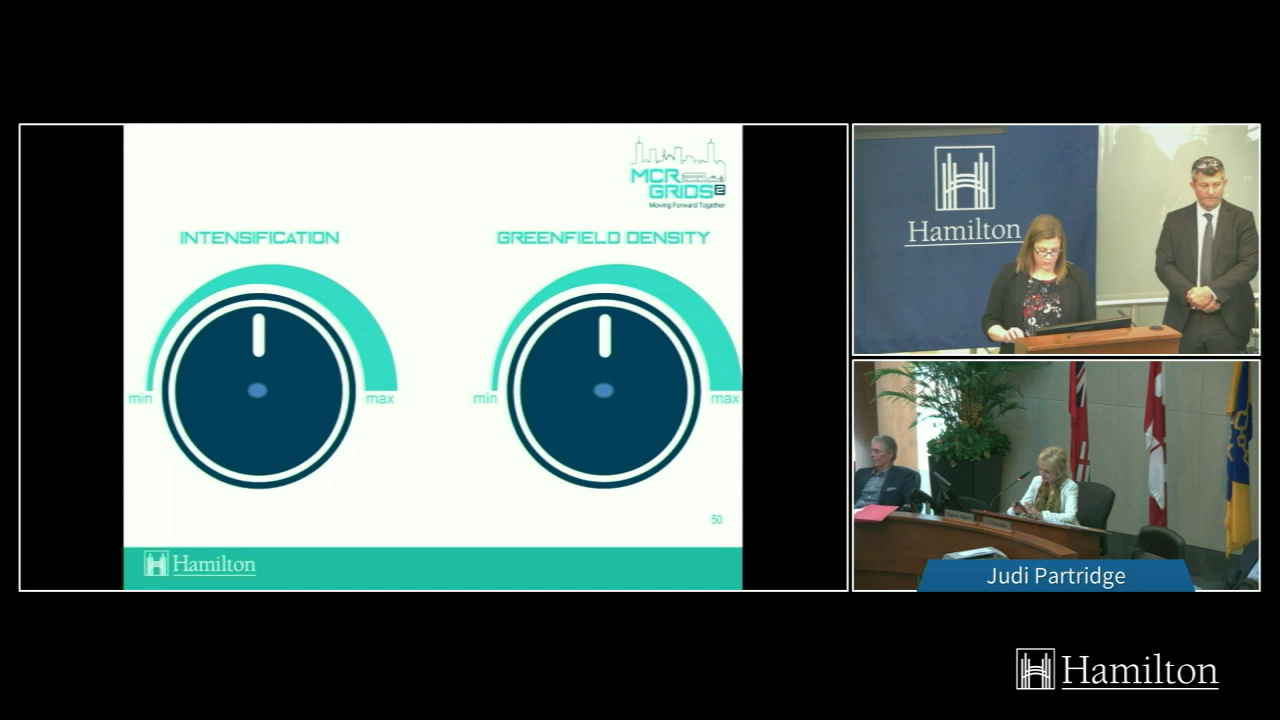 MCR
GRIDS2
Moving Forward Together
INTENSIFICATION
GREENFIELD DENSITY
min
max
min
max
50
Hamilton
Hamilton
Judi Partridge
Hamilton